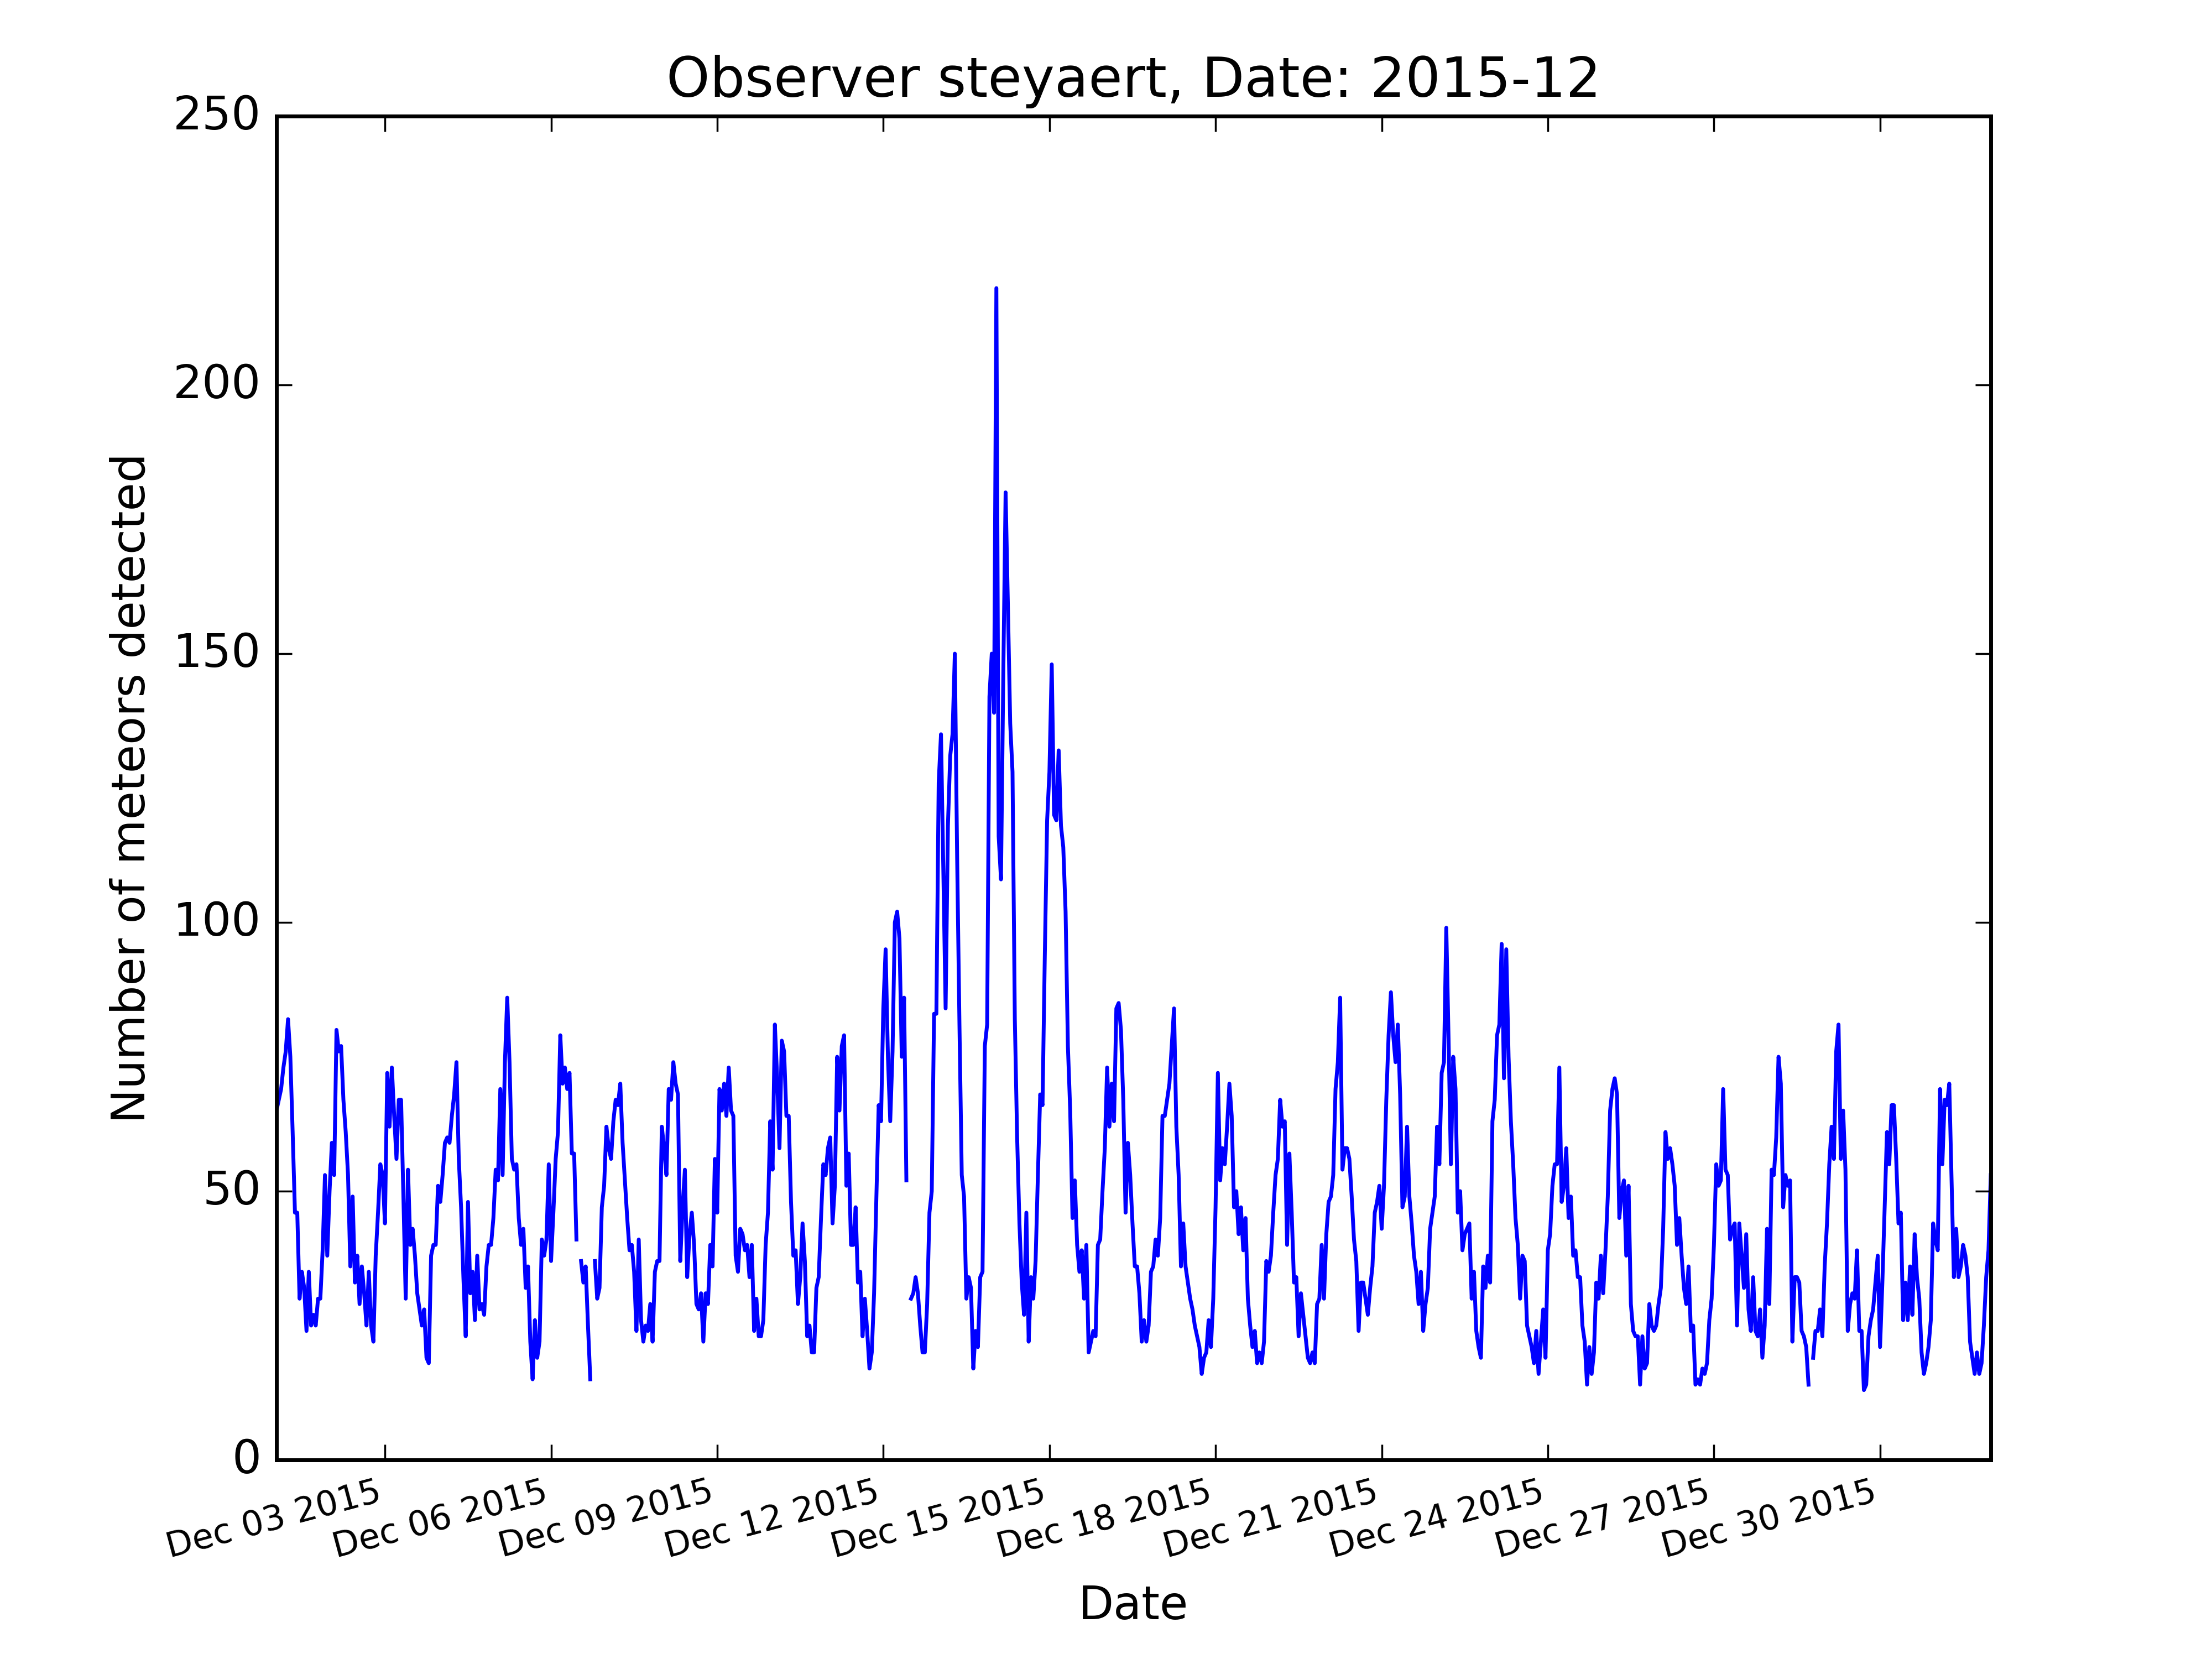 Observer steyaert, Date: 2015-12
250
200
150
100
50
0
Number of meteors detected
Dec 03 2015
Dec 06 2015
Dec 09 2015
Dec 12 2015
Dec 15 2015
Dec 18 2015
Dec 21 2015
Dec 24 2015
Dec 27 2015
Dec 30 2015
Date